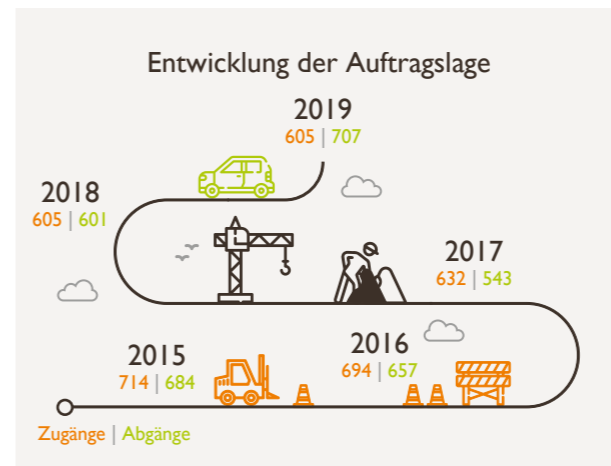 Entwicklung der Auftragslage
2019
605 | 707
2018
605 | 601
2017
632 | 543
2015
714 | 684
2016
694 | 657
Zugänge | Abgänge